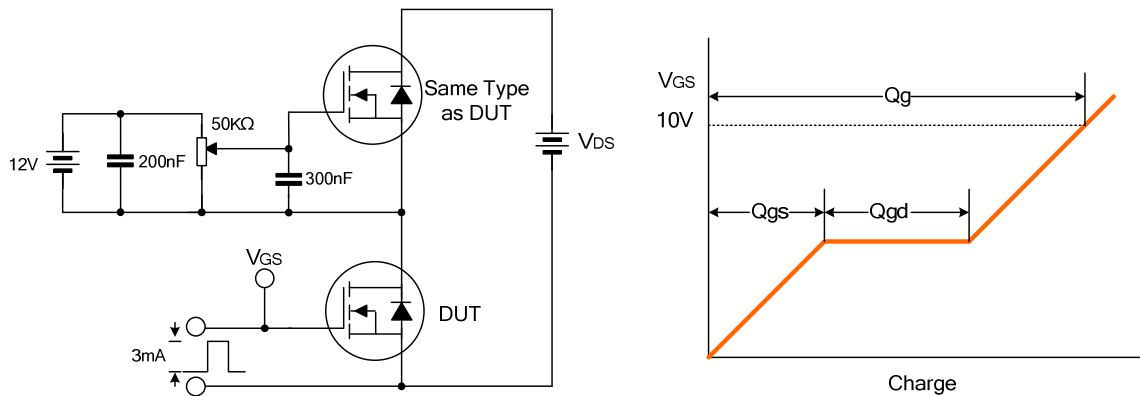 Same Type
as DUT
12V
200nF
50KΩ
300nF
VDS
VGS
DUT
3mA
VGS
10V
Qg
Qgs
Qgd
Charge